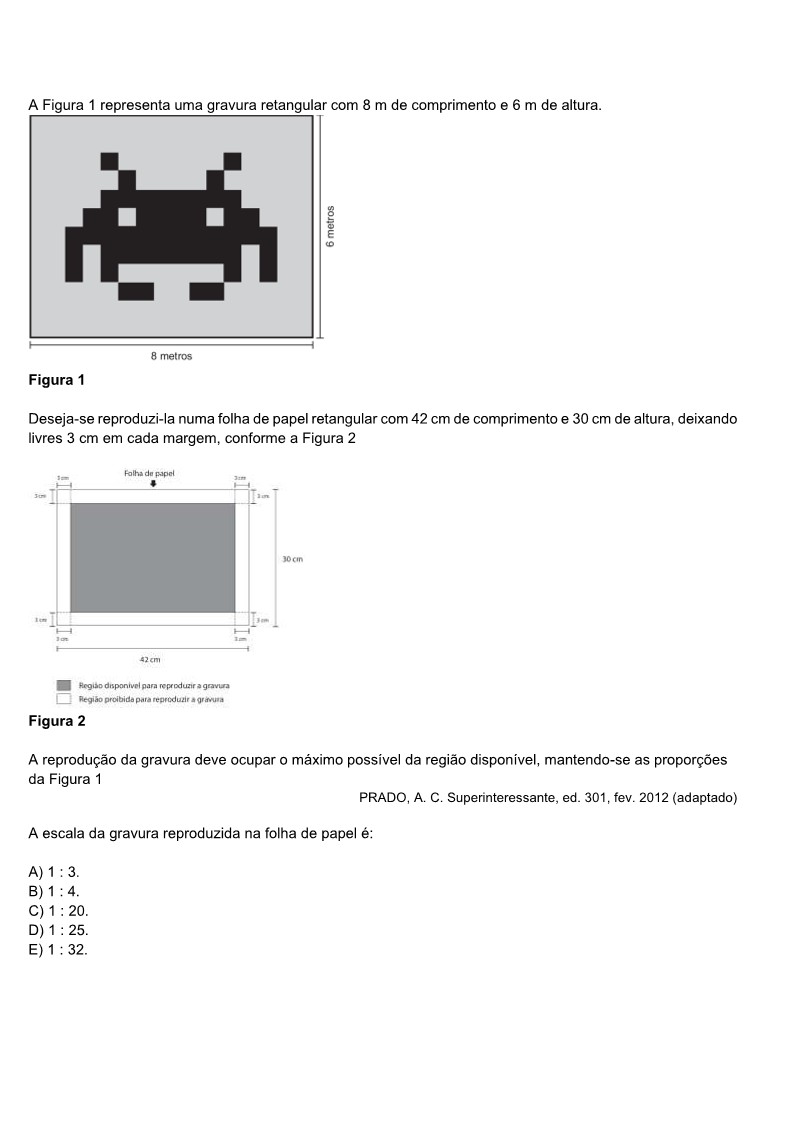 A Figura 1 representa uma gravura retangular com 8 m de comprimento e 6 m de altura.
6 metros
8 metros
Figura 1
Deseja-se reproduzi-la numa folha de papel retangular com 42 cm de comprimento e 30 cm de altura, deixando
livres 3 cm em cada margem, conforme a Figura 2
Folha de papel
3 cm
3 cm
3 cm
3 cm
30 cm
3 cm
3 cm
3 cm
3 cm
42 cm
Região disponível para reproduzir a gravura
Região proibida para reproduzir a gravura
Figura 2
A reprodução da gravura deve ocupar o máximo possível da região disponível, mantendo-se as proporções
da Figura 1
PRADO, A. C. Superinteressante, ed. 301, fev. 2012 (adaptado)
A escala da gravura reproduzida na folha de papel é:
A) 1 : 3.
B) 1 : 4.
C) 1 : 20.
D) 1 : 25.
E) 1 : 32.